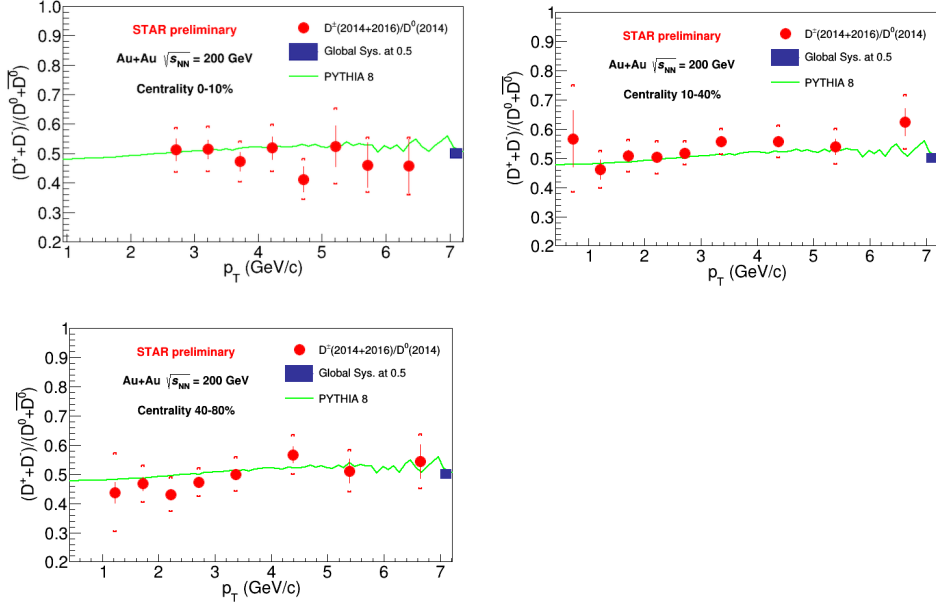 STAR preliminary
Au+Au √sNN = 200 GeV
Centrality 0-10%
D±(2014+2016)/D0(2014)
Global Sys. at 0.5
PYTHIA 8
(D+ +D-)/(D0+D0)
1
0.9
0.8
0.7
0.6
0.5
0.4
0.3
0.2
1 2 3 4 5 6 7
pT (GeV/c)
STAR preliminary
Au+Au √sNN = 200 GeV
Centrality 10-40%
D±(2014+2016)/D0(2014)
Global Sys. at 0.5
PYTHIA 8
(D+ +D-)/(D0+D0)
1
0.9
0.8
0.7
0.6
0.5
0.4
0.3
0.2
1 2 3 4 5 6 7
pT (GeV/c)
STAR preliminary
Au+Au √sNN = 200 GeV
Centrality 40-80%
D±(2014+2016)/D0(2014)
Global Sys. at 0.5
PYTHIA 8
(D+ +D-)/(D0+D0)
1
0.9
0.8
0.7
0.6
0.5
0.4
0.3
0.2
1 2 3 4 5 6 7
pT (GeV/c)